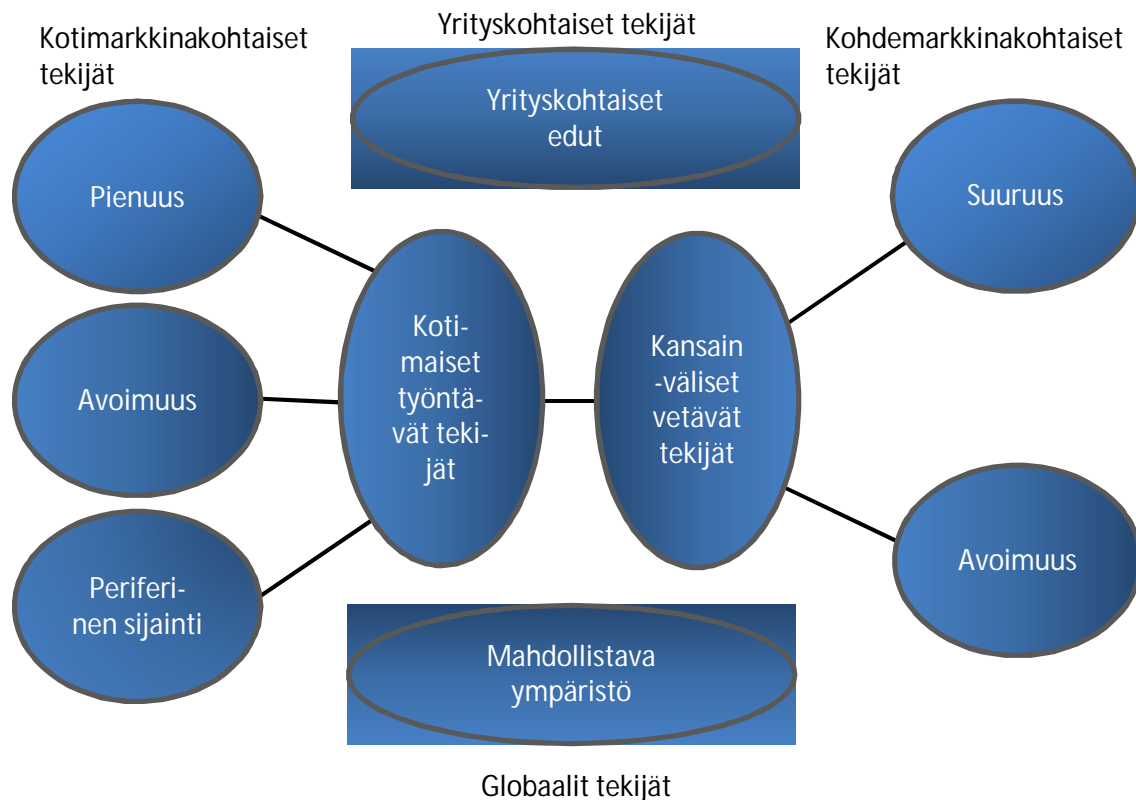 Kotimarkkinakohtaiset
tekijät
Yrityskohtaiset tekijät
Kohdemarkkinakohtaiset
tekijät
Yrityskohtaiset
edut
Pienuus
Suuruus
Avoimuus
Koti-
maiset
työntä-
vät teki-
jät
Kansain
-väliset
vetävät
tekijät
Periferi-
nen sijainti
Avoimuus
Mahdollistava
ympäristö
Globaalit tekijät